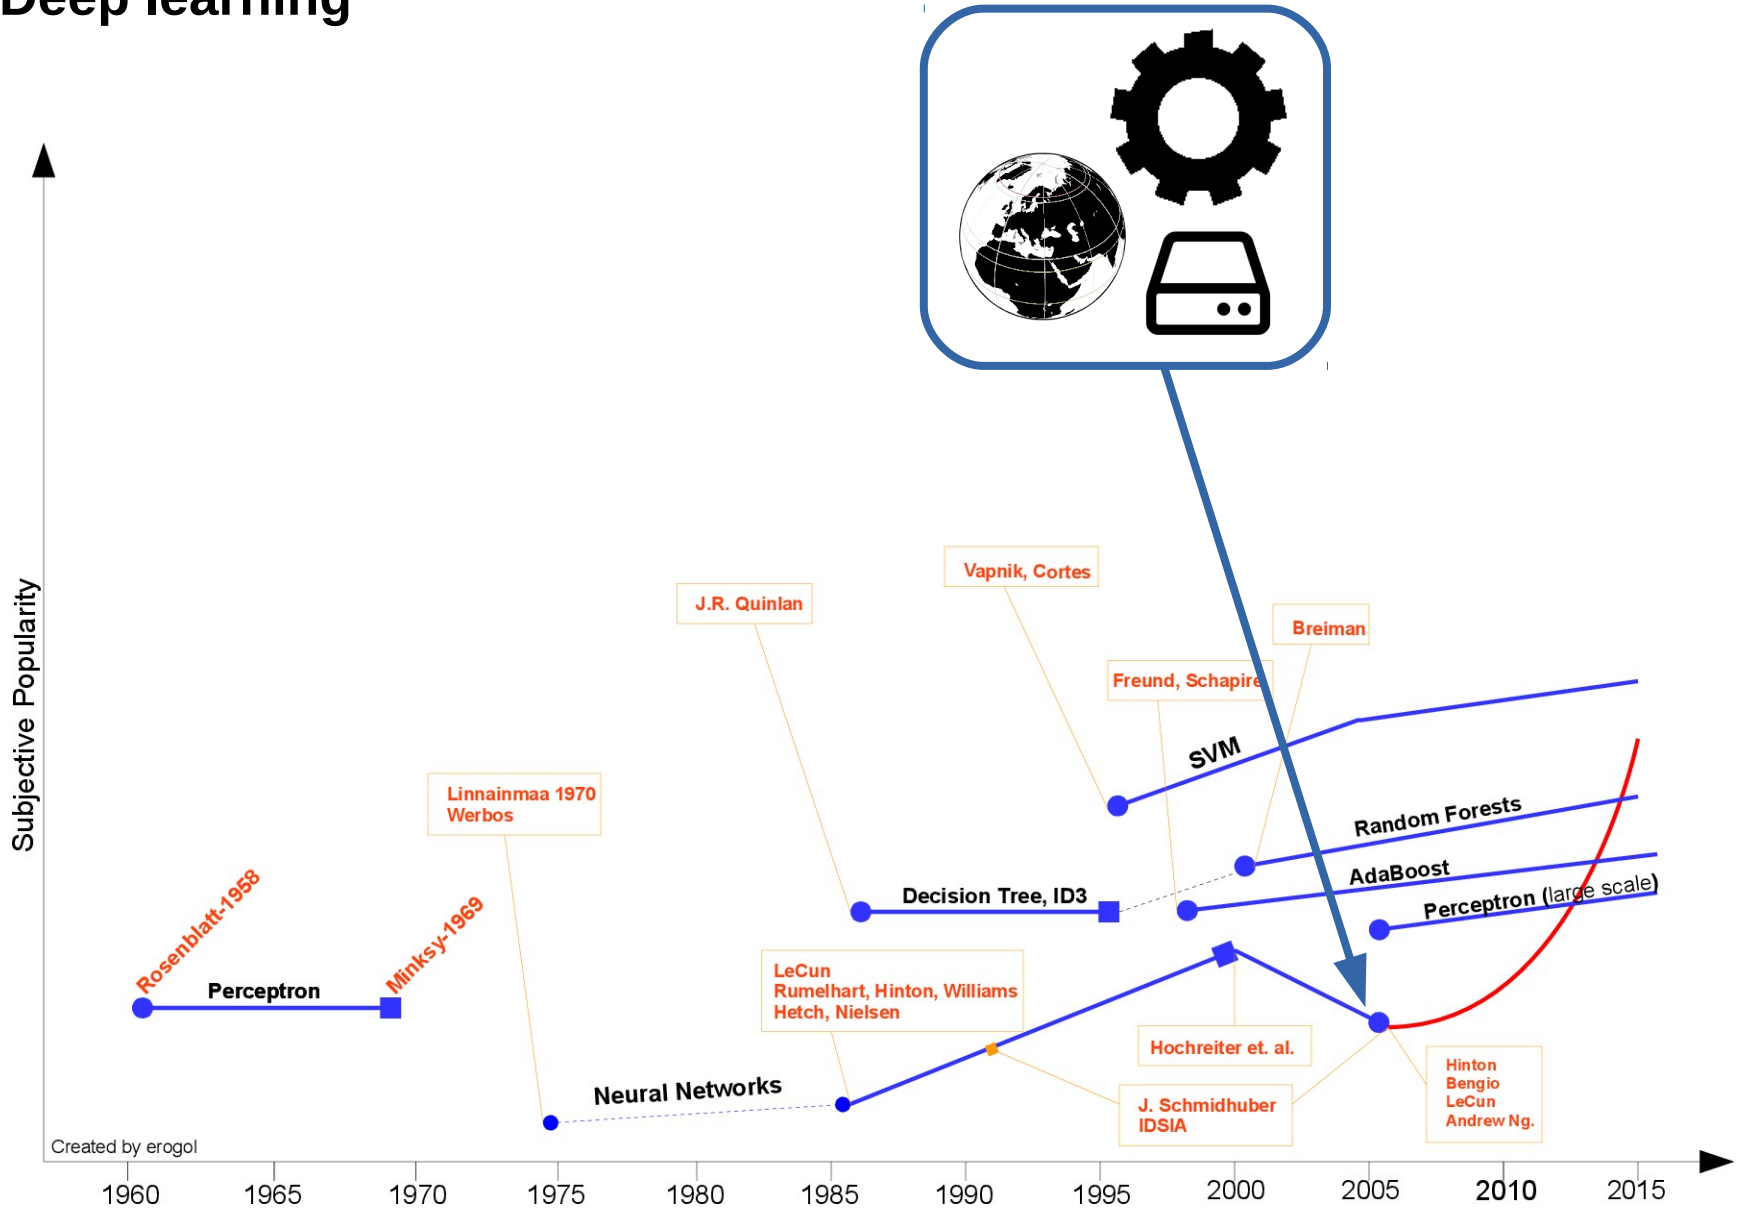 Deep learning
Subjective Popularity
Vapnik, Cortes
J.R. Quinlan
Breiman
Freund, Schapire
SVM
Linnainmaa 1970
Werbos
Random Forests
AdaBoost
Perceptron (large scale)
Decision Tree, ID3
Rosenblatt-1958
Minksy-1969
Perceptron
LeCun
Rumelhart, Hinton, Williams
Hetch, Nielsen
Hochreiter et. al.
Neural Networks
J. Schmidhuber
IDSIA
Hinton
Bengio
LeCun
Andrew Ng.
Created by erogol
1960 1965 1970 1975 1980 1985 1990 1995 2000 2005 2010 2015